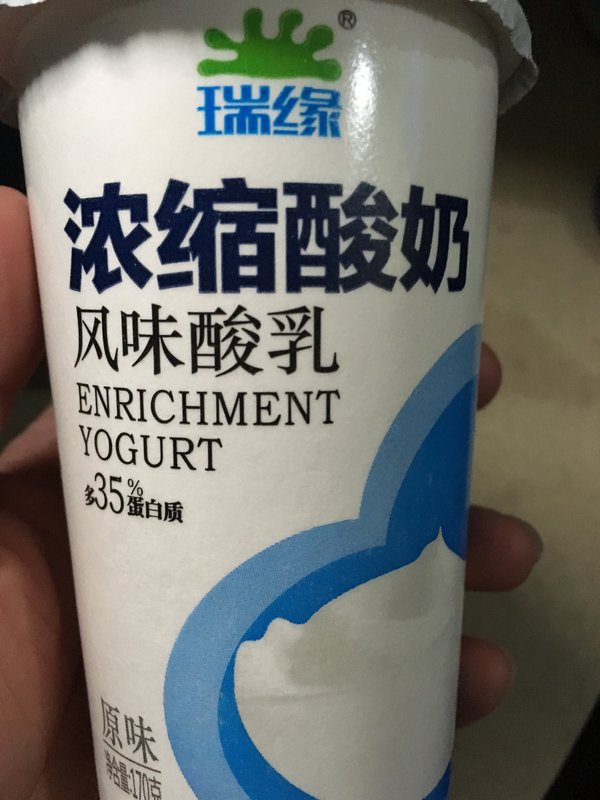 瑞缘®
浓缩酸奶
风味酸乳
ENRICHMENT
YOGURT
多35%蛋白质
原味
净含量:170克